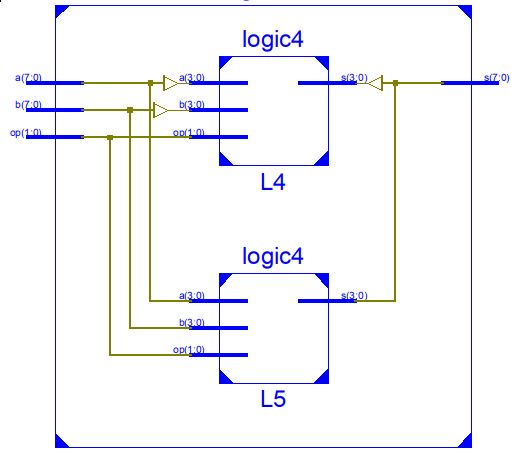 logic4
a(7:0)
a(3:0)
s(3:0)
s(7:0)
b(7:0)
b(3:0)
op(1:0)
op(1:0)
L4
logic4
a(3:0)
s(3:0)
b(3:0)
op(1:0)
L5